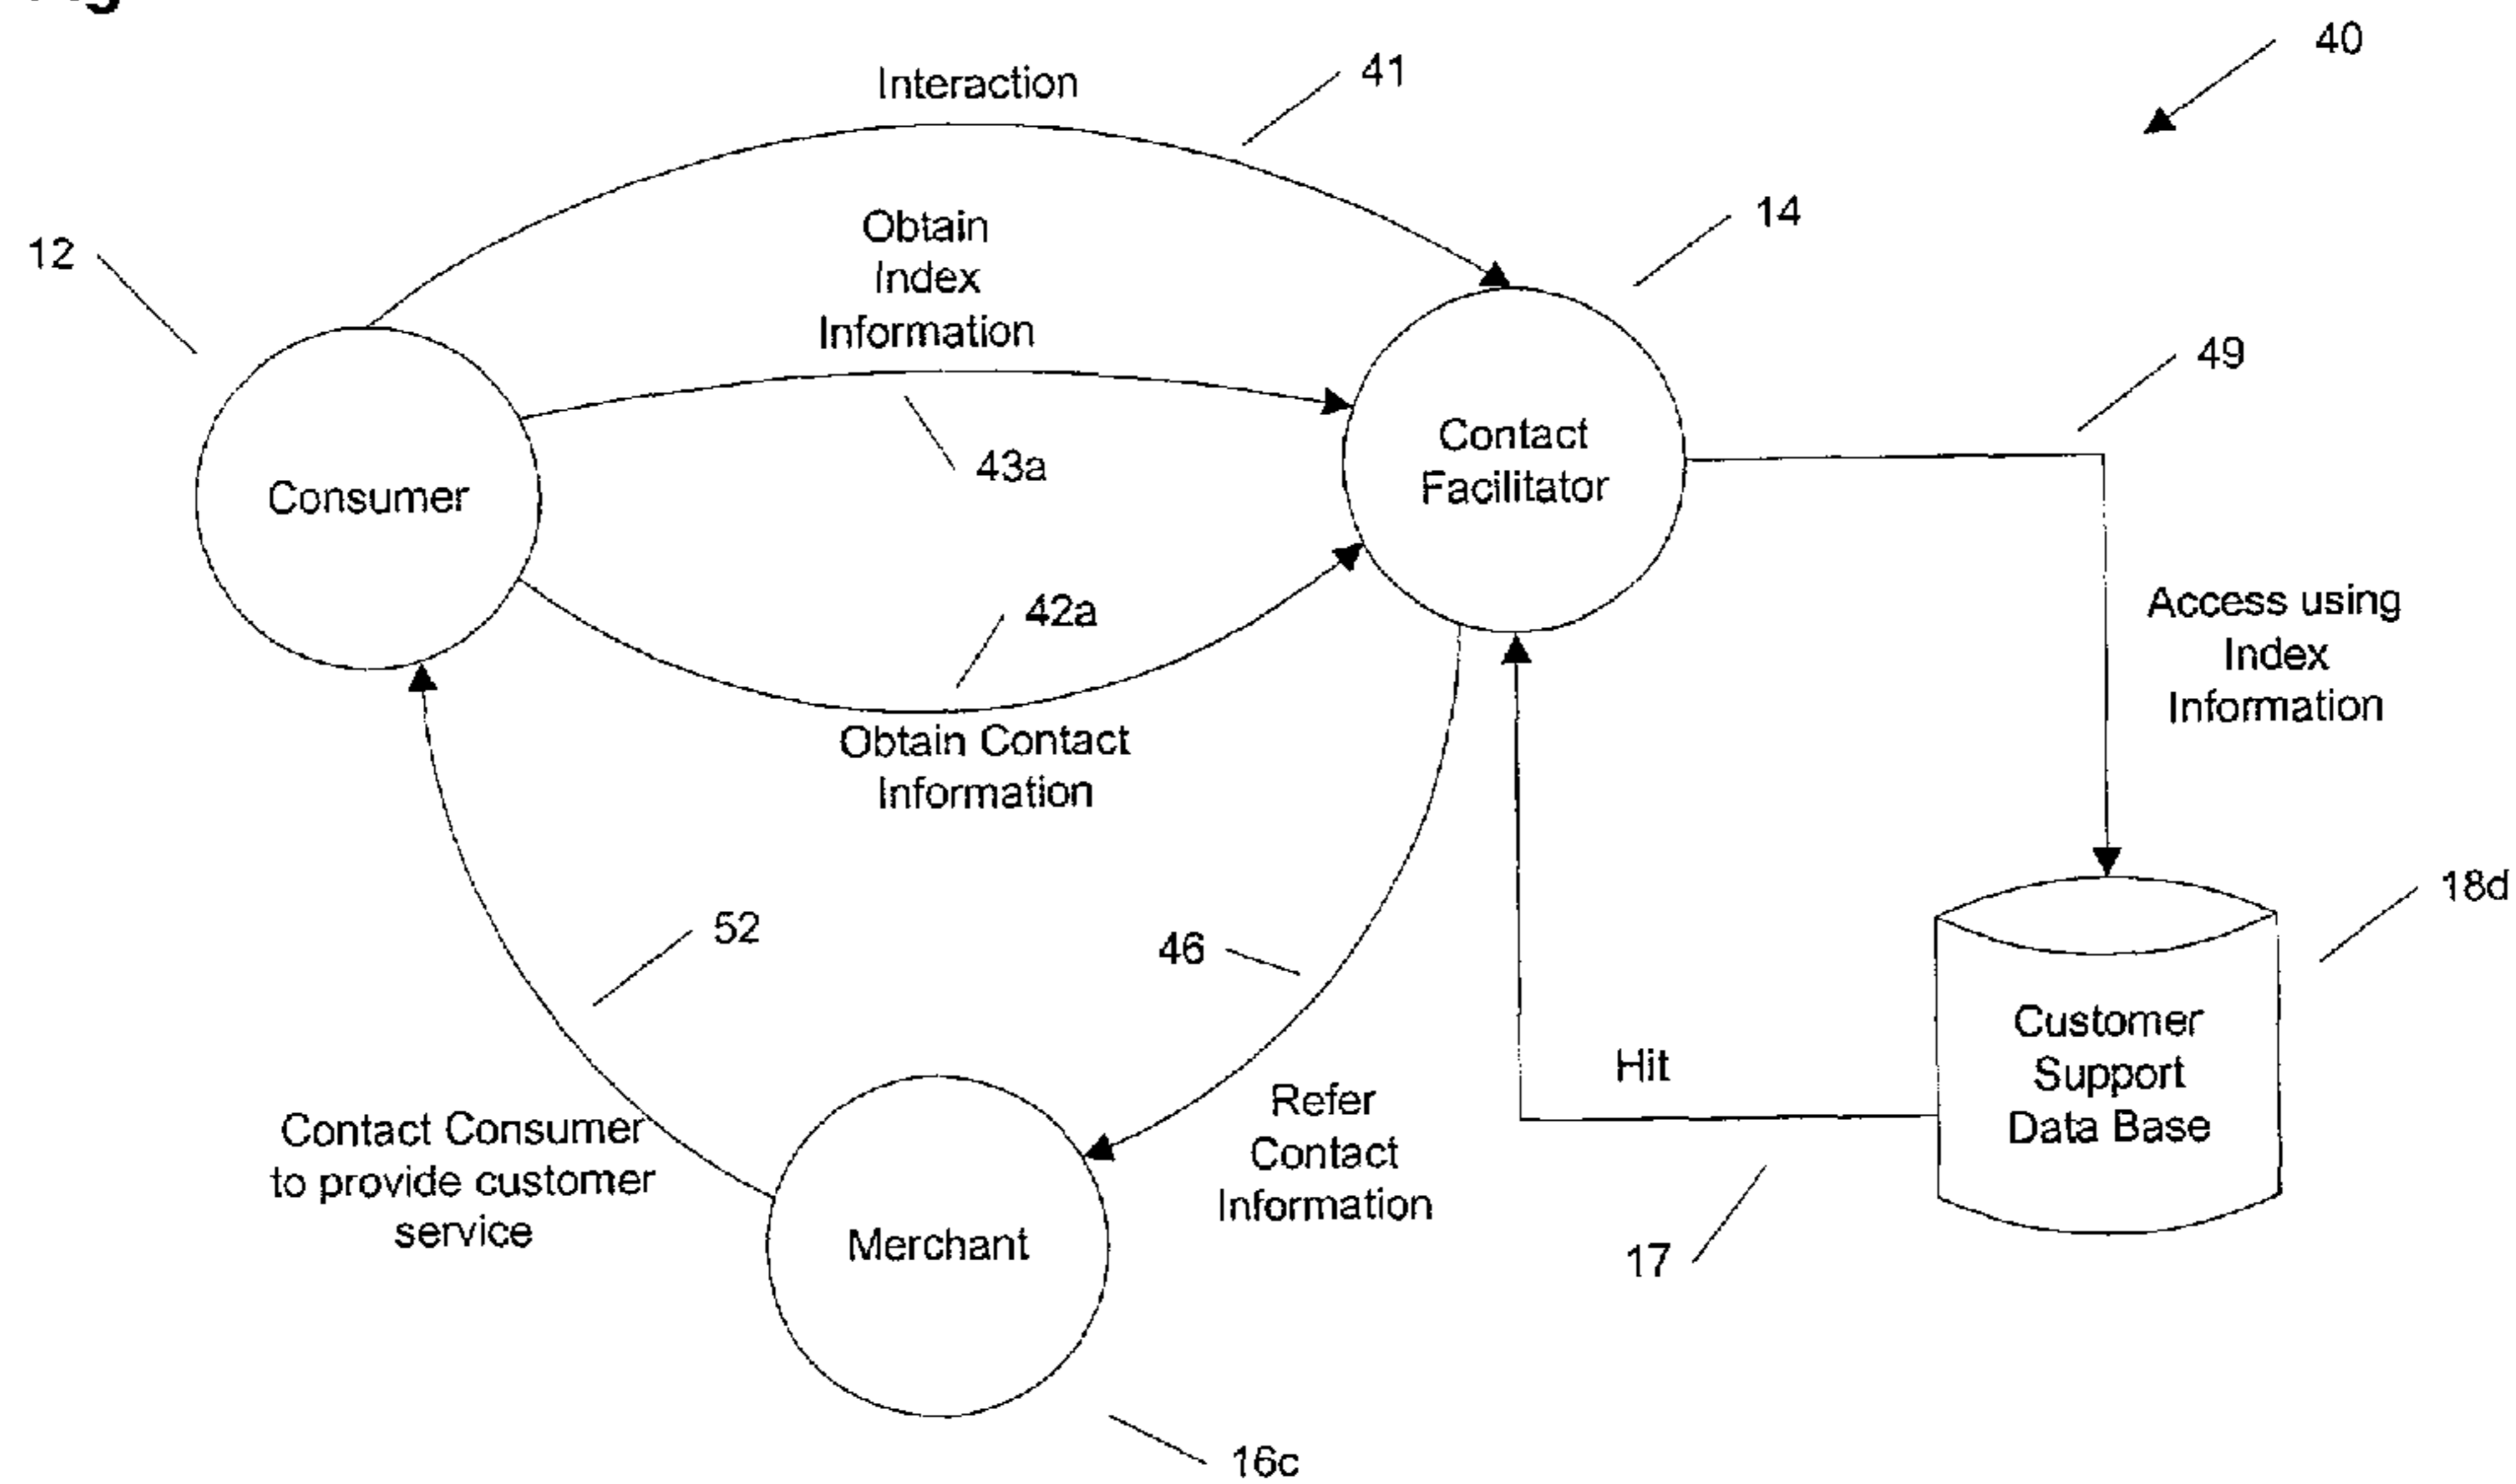 40
Interaction
41
Obtain
Index
Information
14
12
49
43a
Contact
Facilitator
Consumer
42a
Access using
Index
Information
Obtain Contact
Information
18d
52
46
Customer
Support
Data Base
Hit
Refer
Contact
Information
Contact Consumer
to provide customer
service
Merchant
17
16c